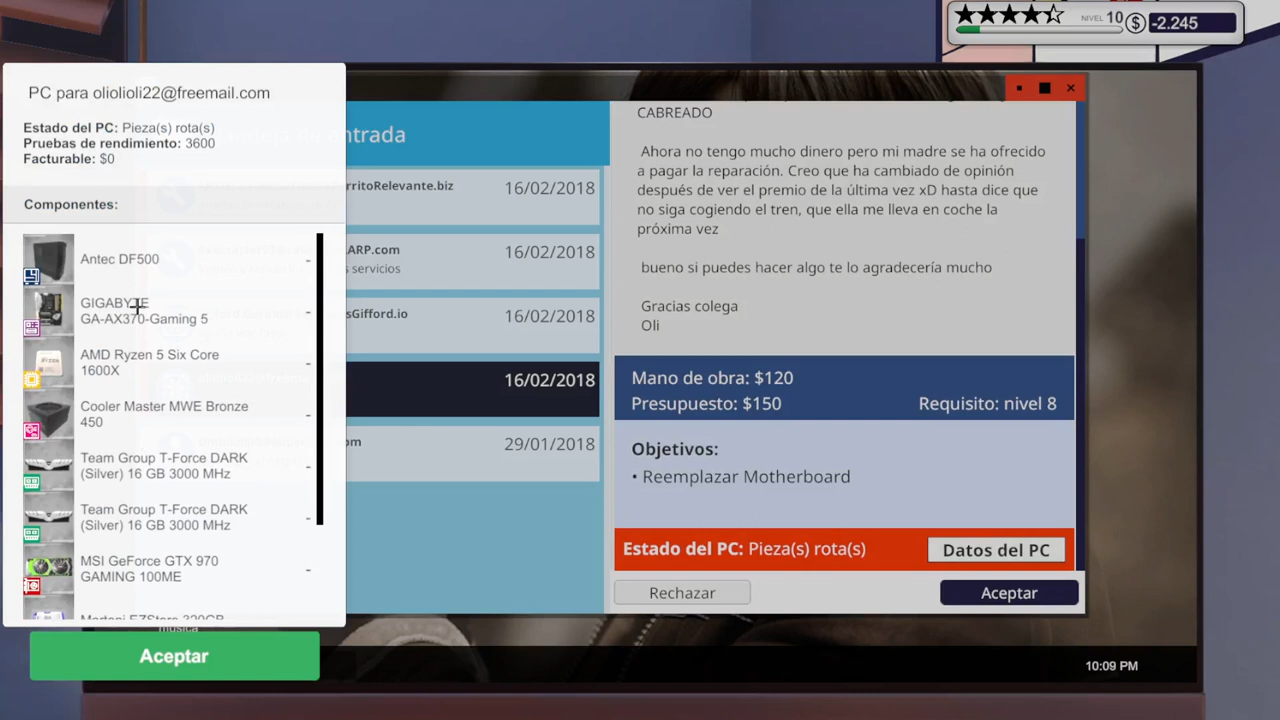 NIVEL 10
$ -2.245
PC para oliolioli22@freemail.com
Estado del PC: Pieza(s) rota(s)
Pruebas de rendimiento: 3600
Facturable: $0
Componentes:
Antec DF500 -
GIGABYTE
GA-AX370-Gaming 5 -
AMD Ryzen 5 Six Core
1600X -
Cooler Master MWE Bronze
450 -
Team Group T-Force DARK
(Silver) 16 GB 3000 MHz -
Team Group T-Force DARK
(Silver) 16 GB 3000 MHz -
MSI GeForce GTX 970
GAMING 100ME -
Mortoni EZStore 320GB
Aceptar
música
entrada
rritoRelevante.biz 16/02/2018
ARP.com 16/02/2018
s servicios
sGifford.io 16/02/2018
16/02/2018
om 29/01/2018
CABREADO
Ahora no tengo mucho dinero pero mi madre se ha ofrecido
a pagar la reparación. Creo que ha cambiado de opinión
después de ver el premio de la última vez xD hasta dice que
no siga cogiendo el tren, que ella me lleva en coche la
próxima vez
bueno si puedes hacer algo te lo agradecería mucho
Gracias colega
Oli
Mano de obra: $120
Presupuesto: $150 Requisito: nivel 8
Objetivos:
• Reemplazar Motherboard
Estado del PC: Pieza(s) rota(s) Datos del PC
Rechazar Aceptar
10:09 PM